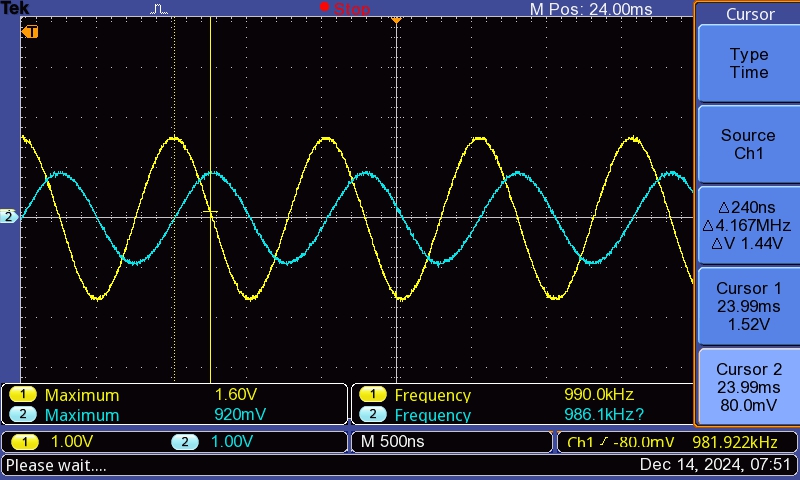 Tek Stop M Pos: 24.00ms Cursor
T
Type
Time
Source
Ch1
2
Δ240ns
Δ4.167MHz
ΔV 1.44V
Cursor 1
23.99ms
1.52V
Cursor 2
23.99ms
80.0mV
1 Maximum 1.60V 1 Frequency 990.0kHz
2 Maximum 920mV 2 Frequency 986.1kHz?
1 1.00V 2 1.00V M 500ns Ch1 -80.0mV 981.922kHz
Please wait.... Dec 14, 2024, 07:51